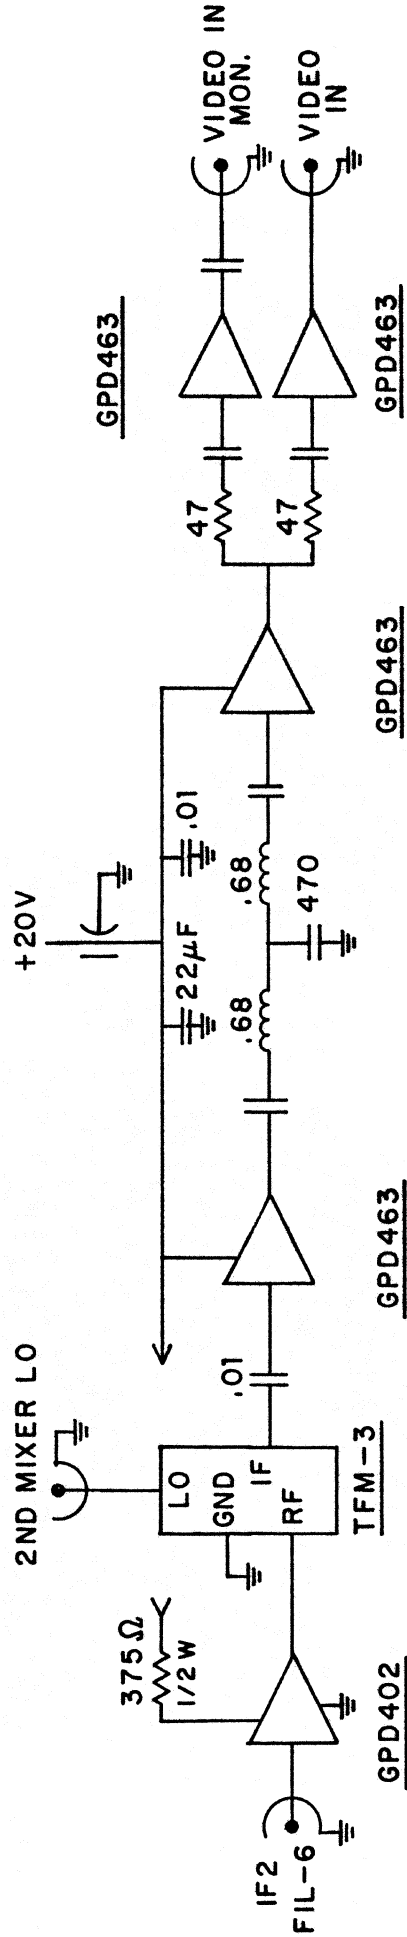 IF2
FIL-6
GPD402
375Ω
1/2 W
2ND MIXER LO
LO
GND
IF
RF
TFM-3
.01
GPD463
+20V
22µF
.01
.68
.68
470
GPD463
47
47
GPD463
GPD463
VIDEO IN
MON.
VIDEO
IN